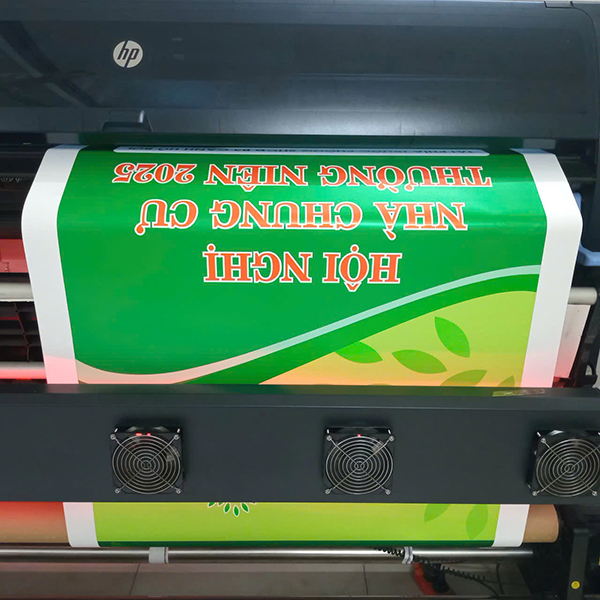 hp
HỘI NGHỊ
NHÀ CHUNG CƯ
THƯỜNG NIÊN 2025